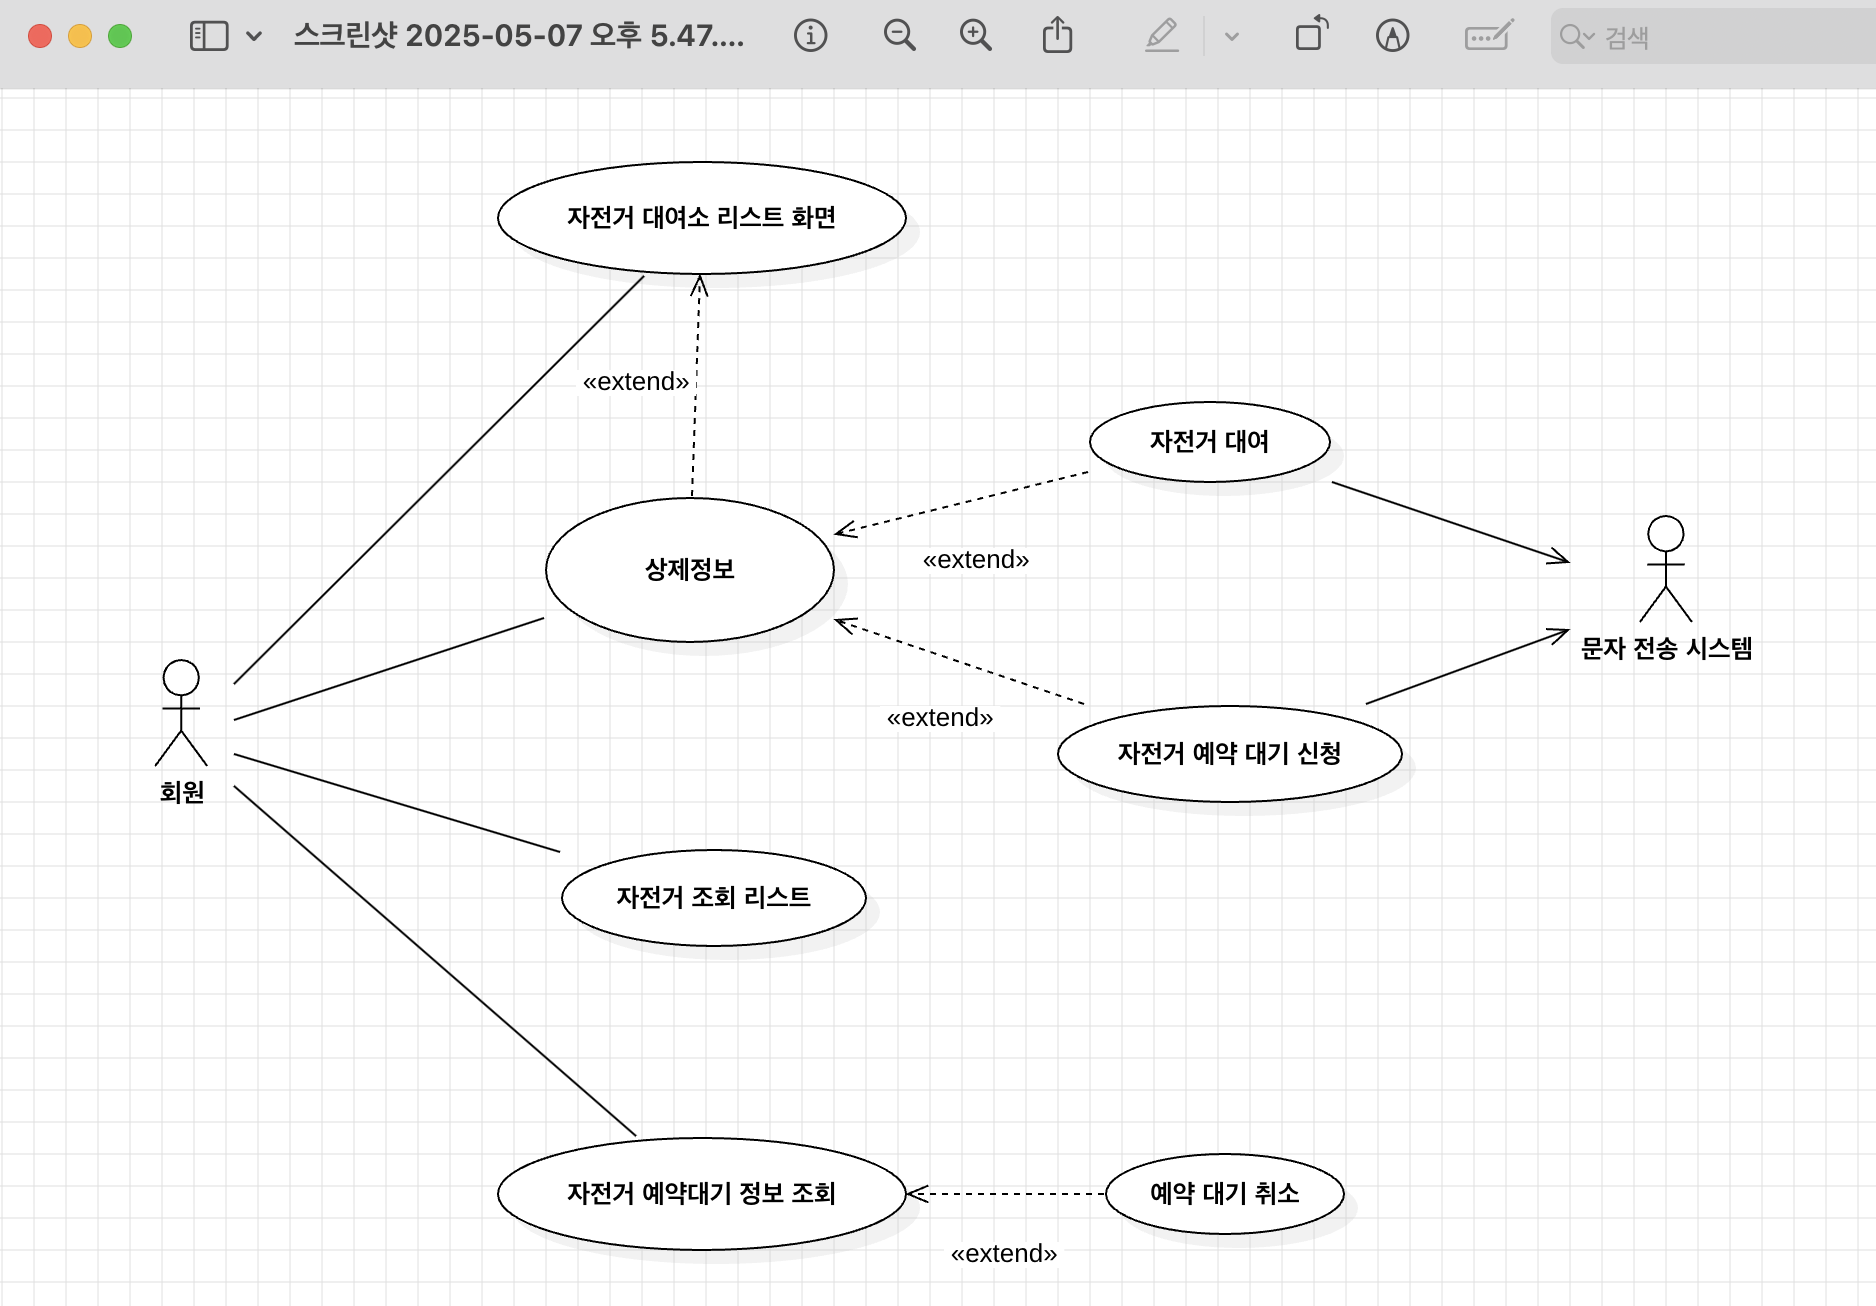 스크린샷 2025-05-07 오후 5.47....
검색
자전거 대여소 리스트 화면
«extend»
자전거 대여
«extend»
상제정보
문자 전송 시스템
«extend»
자전거 예약 대기 신청
회원
자전거 조회 리스트
자전거 예약대기 정보 조회
예약 대기 취소
«extend»